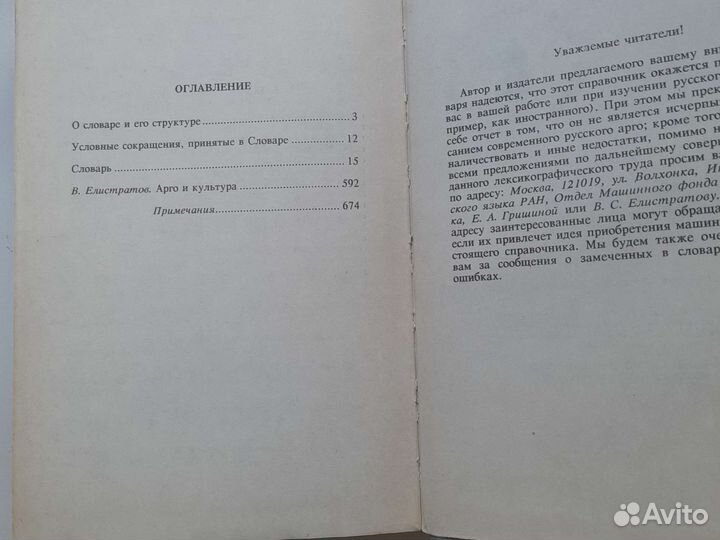 ОГЛАВЛЕНИЕ
О словаре и его структуре 3
Условные сокращения, принятые в Словаре 12
Словарь 15
В. Елистратов. Арго и культура 592
Примечания 674
Уважаемые читатели!
Автор и издатели предлагаемого вашему вни
варя надеются, что этот справочник окажется п
вас в вашей работе или при изучении русского
пример, как иностранного). При этом мы прек
себе отчет в том, что он не является исчерпы
санием современного русского арго; кроме того
наличествовать и иные недостатки, помимо н
всеми предложениями по дальнейшему совер
данного лексикографического труда просим в
по адресу: Москва, 121019, ул. Волхонка, Ин
ского языка РАН, Отдел Машинного фонда
ка, Е. А. Гришиной или В. С. Елистратову.
адресу заинтересованные лица могут обраща
если их привлечет идея приобретения машин
стоящего справочника. Мы будем также оче
вам за сообщения о замеченных в словар
ошибках.
Avito